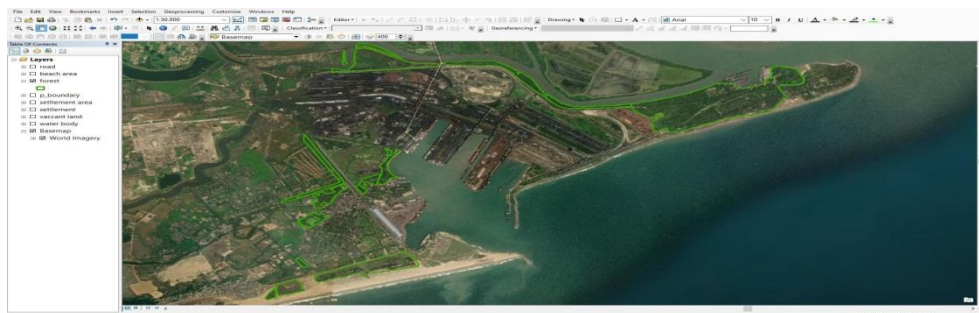 File Edit View Bookmarks Insert Selection Geoprocessing Customize Windows Help
1:30,000
Editor
Drawing
Arial
10
B I U A
Classification
Georeferencing
Basemap
400
Table Of Contents
Layers
road
beach area
forest
p_boundary
settlement area
settlement
vaccant land
water body
Basemap
World Imagery